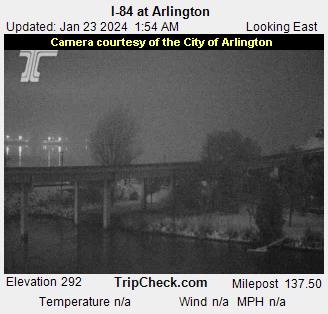 I-84 at Arlington
Updated: Jan 23 2024 1:54 AM Looking East
Camera courtesy of the City of Arlington
Elevation 292 TripCheck.com Milepost 137.50
Temperature n/a Wind n/a MPH n/a